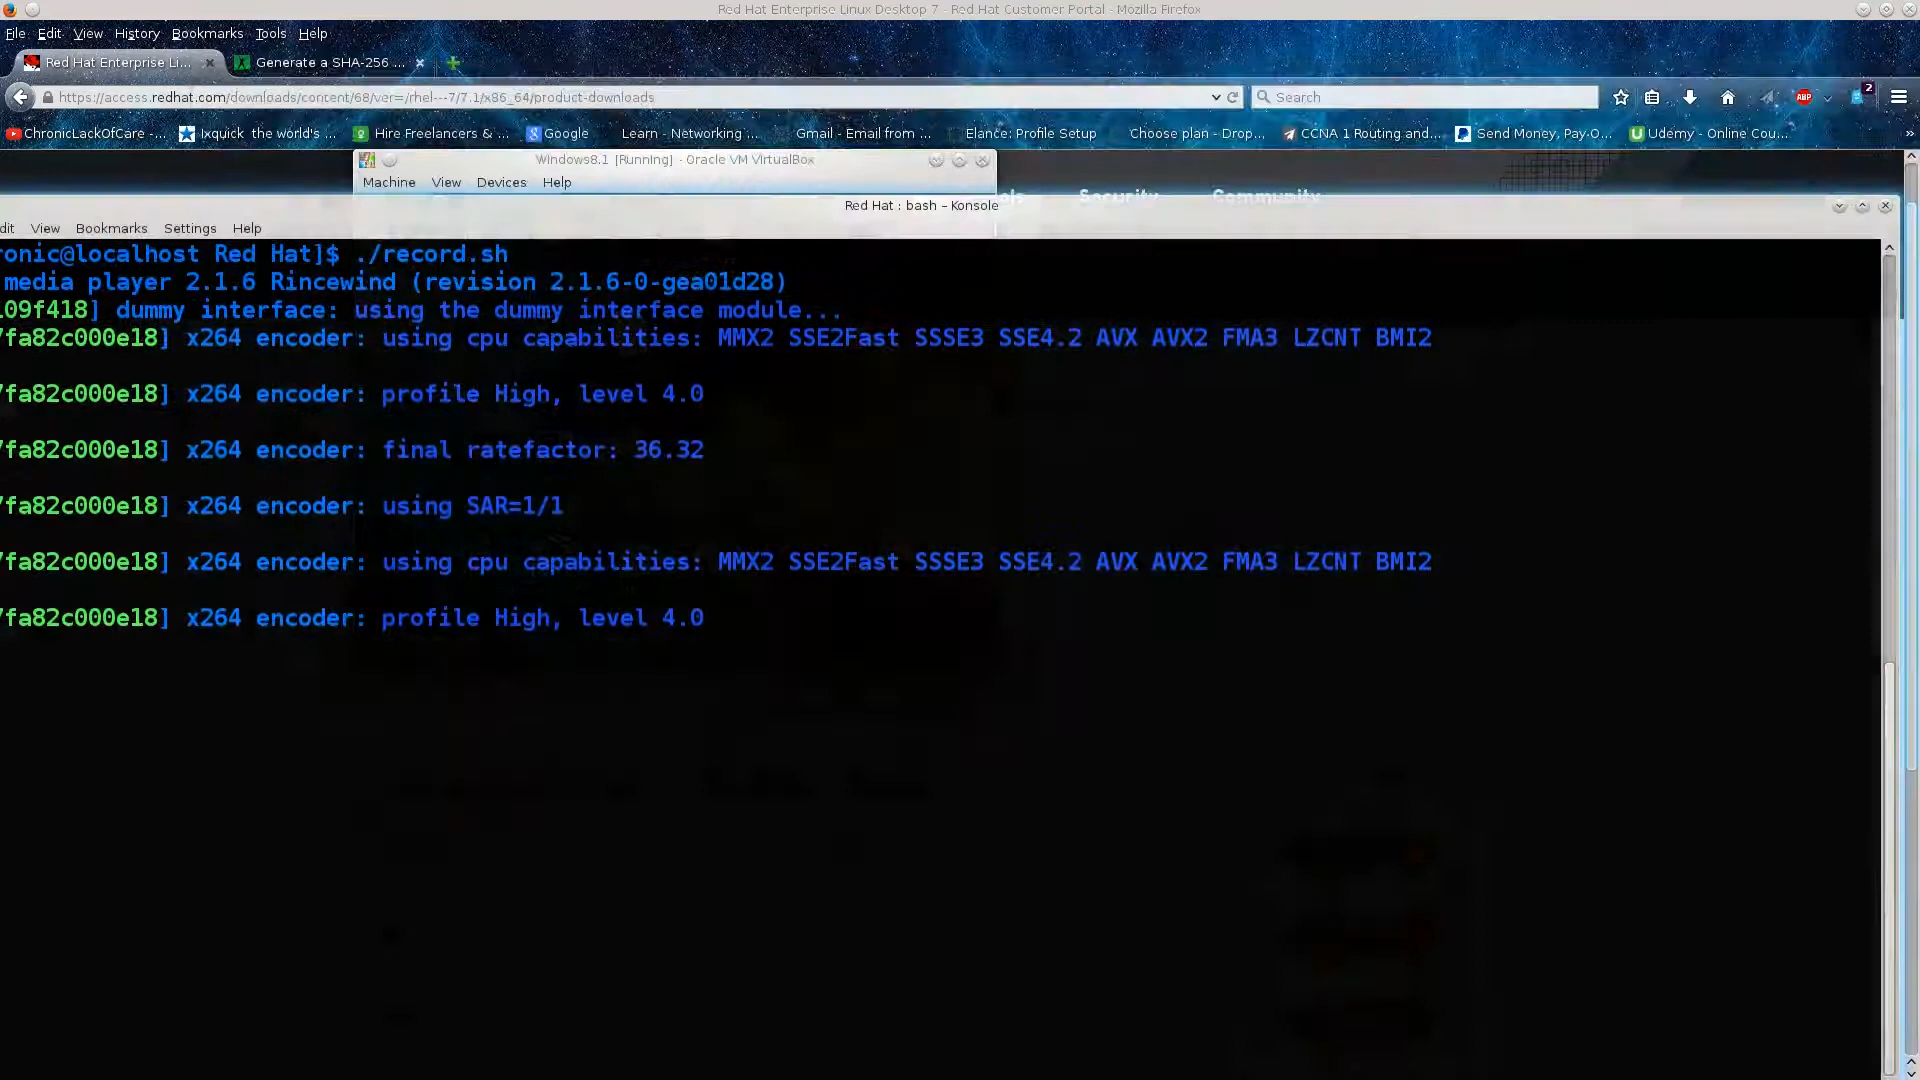 Red Hat Enterprise Linux Desktop 7 - Red Hat Customer Portal - Mozilla Firefox
File Edit View History Bookmarks Tools Help
Red Hat Enterprise Li... Generate a SHA-256 ...
https://access.redhat.com/downloads/content/68/ver=/rhel---7/7.1/x86_64/product-downloads Search ABP 2
ChronicLackOfCare -... Ixquick the world's ... Hire Freelancers & ... Google Learn - Networking ... Gmail - Email from ... Elance: Profile Setup Choose plan - Drop... CCNA 1 Routing and... Send Money, Pay O... Udemy - Online Cou... »
Windows8.1 [Running] - Oracle VM VirtualBox
Machine View Devices Help
ls Security Community
Red Hat : bash – Konsole
dit View Bookmarks Settings Help
ronic@localhost Red Hat]$ ./record.sh
media player 2.1.6 Rincewind (revision 2.1.6-0-gea01d28)
109f418] dummy interface: using the dummy interface module...
7fa82c000e18] x264 encoder: using cpu capabilities: MMX2 SSE2Fast SSSE3 SSE4.2 AVX AVX2 FMA3 LZCNT BMI2
7fa82c000e18] x264 encoder: profile High, level 4.0
7fa82c000e18] x264 encoder: final ratefactor: 36.32
7fa82c000e18] x264 encoder: using SAR=1/1
7fa82c000e18] x264 encoder: using cpu capabilities: MMX2 SSE2Fast SSSE3 SSE4.2 AVX AVX2 FMA3 LZCNT BMI2
7fa82c000e18] x264 encoder: profile High, level 4.0